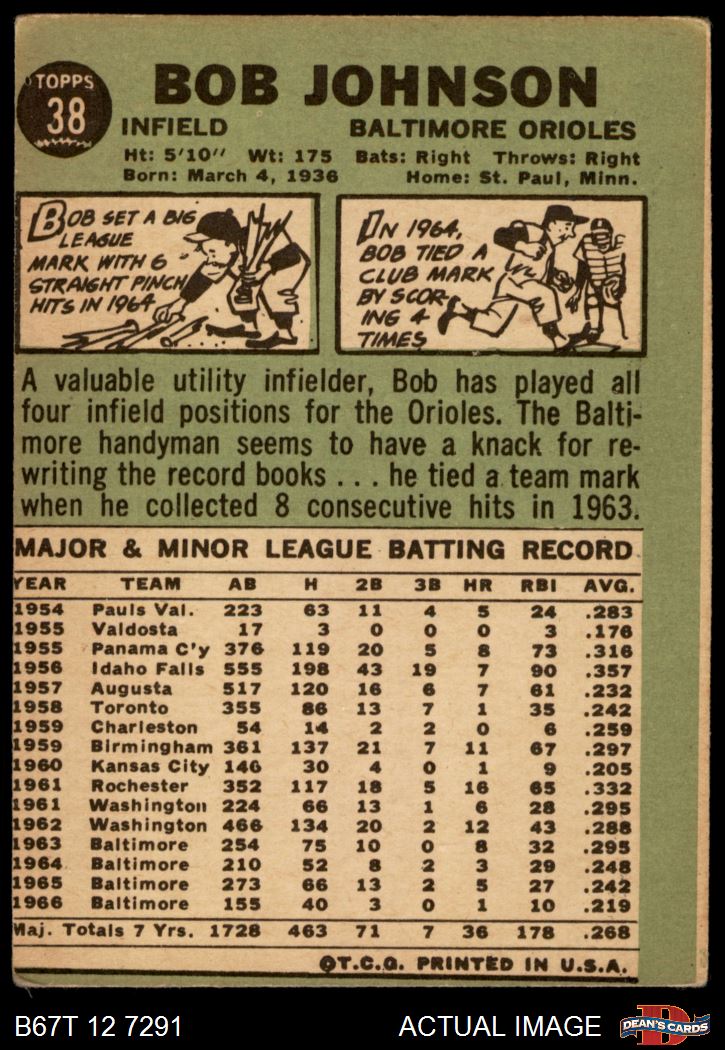 TOPPS
38
BOB JOHNSON
INFIELD BALTIMORE ORIOLES
Ht: 5'10" Wt: 175 Bats: Right Throws: Right
Born: March 4, 1936 Home: St. Paul, Minn.
BOB SET A BIG
LEAGUE
MARK WITH 6
STRAIGHT PINCH
HITS IN 1964
IN 1964,
BOB TIED A
CLUB MARK
BY SCOR-
ING 4
TIMES
A valuable utility infielder, Bob has played all
four infield positions for the Orioles. The Balti-
more handyman seems to have a knack for re-
writing the record books ... he tied a team mark
when he collected 8 consecutive hits in 1963.
MAJOR & MINOR LEAGUE BATTING RECORD
YEAR TEAM AB H 2B 3B HR RBI AVG.
1954 Pauls Val. 223 63 11 4 5 24 .283
1955 Valdosta 17 3 0 0 0 3 .176
1955 Panama C'y 376 119 20 5 8 73 .316
1956 Idaho Falls 555 198 43 19 7 90 .357
1957 Augusta 517 120 16 6 7 61 .232
1958 Toronto 355 86 13 7 1 35 .242
1959 Charleston 54 14 2 2 0 6 .259
1959 Birmingham 361 137 21 7 11 67 .297
1960 Kansas City 146 30 4 0 1 9 .205
1961 Rochester 352 117 18 5 16 65 .332
1961 Washington 224 66 13 1 6 28 .295
1962 Washington 466 134 20 2 12 43 .288
1963 Baltimore 254 75 10 0 8 32 .295
1964 Baltimore 210 52 8 2 3 29 .248
1965 Baltimore 273 66 13 2 5 27 .242
1966 Baltimore 155 40 3 0 1 10 .219
Maj. Totals 7 Yrs. 1728 463 71 7 36 178 .268
©T.C.G. PRINTED IN U.S.A.
B67T 12 7291 ACTUAL IMAGE
D
DEAN'S CARDS